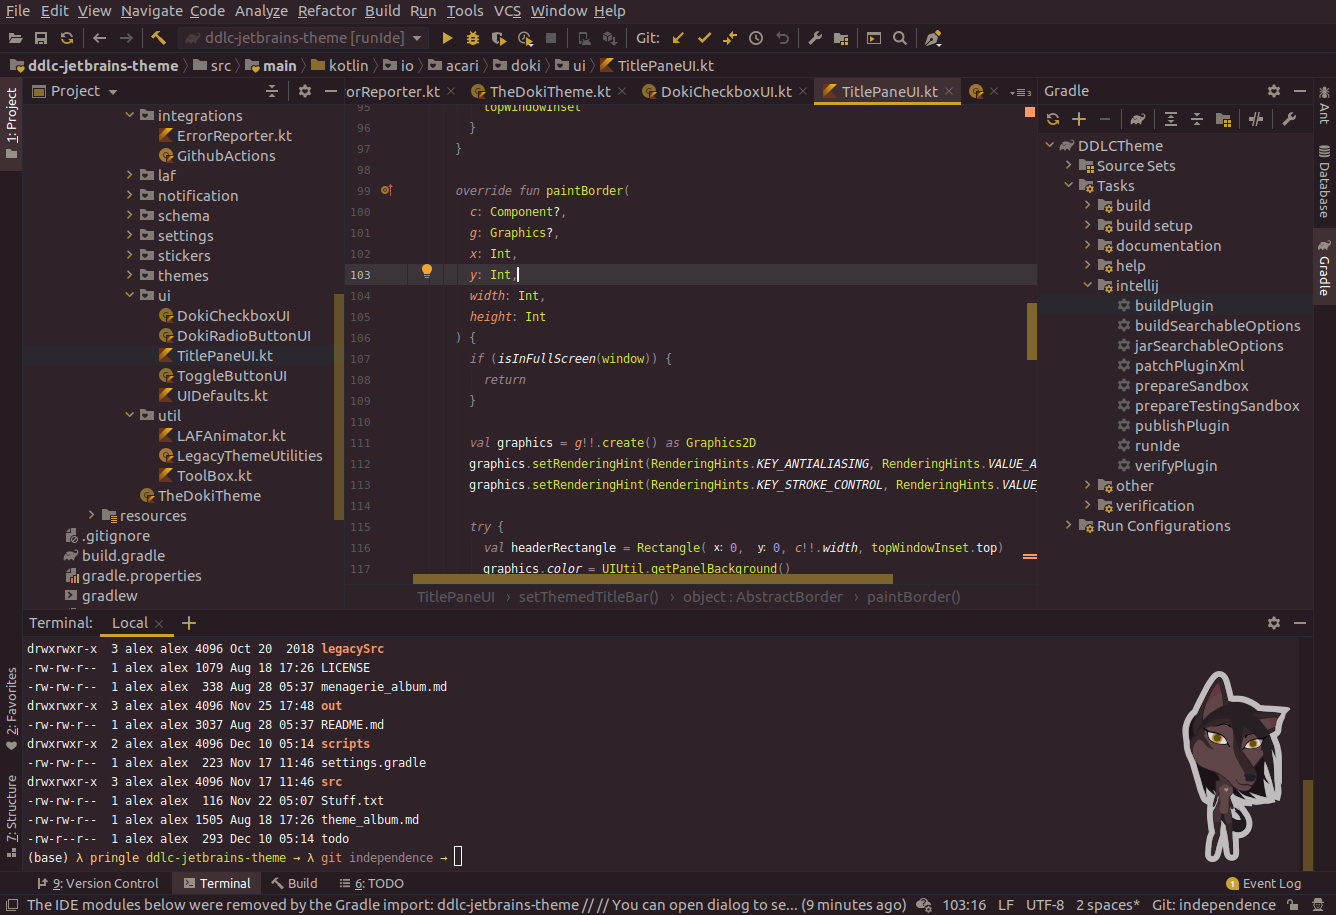 File Edit View Navigate Code Analyze Refactor Build Run Tools VCS Window Help
ddlc-jetbrains-theme [runIde] Git:
ddlc-jetbrains-theme src main kotlin io acari doki ui TitlePaneUI.kt
1: Project
Project
integrations
ErrorReporter.kt
GithubActions
laf
notification
schema
settings
stickers
themes
ui
DokiCheckboxUI
DokiRadioButtonUI
TitlePaneUI.kt
ToggleButtonUI
UIDefaults.kt
util
LAFAnimator.kt
LegacyThemeUtilities
ToolBox.kt
TheDokiTheme
resources
.gitignore
build.gradle
gradle.properties
gradlew
orReporter.kt TheDokiTheme.kt DokiCheckboxUI.kt TitlePaneUI.kt 3
95 topWindowInset
96 }
97 }
98
99 override fun paintBorder(
100 c: Component?,
101 g: Graphics?,
102 x: Int,
103 y: Int,
104 width: Int,
105 height: Int
106 ) {
107 if (isInFullScreen(window)) {
108 return
109 }
110
111 val graphics = g!!.create() as Graphics2D
112 graphics.setRenderingHint(RenderingHints.KEY_ANTIALIASING, RenderingHints.VALUE_A
113 graphics.setRenderingHint(RenderingHints.KEY_STROKE_CONTROL, RenderingHints.VALUE_
114
115 try {
116 val headerRectangle = Rectangle( x: 0, y: 0, c!!.width, topWindowInset.top)
117 graphics.color = UIUtil.getPanelBackground()
TitlePaneUI › setThemedTitleBar() › object : AbstractBorder › paintBorder()
Gradle
DDLCTheme
Source Sets
Tasks
build
build setup
documentation
help
intellij
buildPlugin
buildSearchableOptions
jarSearchableOptions
patchPluginXml
prepareSandbox
prepareTestingSandbox
publishPlugin
runIde
verifyPlugin
other
verification
Run Configurations
Ant
Database
Gradle
2: Favorites
7: Structure
Terminal: Local
drwxrwxr-x 3 alex alex 4096 Oct 20 2018 legacySrc
-rw-rw-r-- 1 alex alex 1079 Aug 18 17:26 LICENSE
-rw-rw-r-- 1 alex alex 338 Aug 28 05:37 menagerie_album.md
drwxrwxr-x 3 alex alex 4096 Nov 25 17:48 out
-rw-rw-r-- 1 alex alex 3037 Aug 28 05:37 README.md
drwxrwxr-x 2 alex alex 4096 Dec 10 05:14 scripts
-rw-rw-r-- 1 alex alex 223 Nov 17 11:46 settings.gradle
drwxrwxr-x 3 alex alex 4096 Nov 17 11:46 src
-rw-rw-r-- 1 alex alex 116 Nov 22 05:07 Stuff.txt
-rw-rw-r-- 1 alex alex 1505 Aug 18 17:26 theme_album.md
-rw-r--r-- 1 alex alex 293 Dec 10 05:14 todo
(base) λ pringle ddlc-jetbrains-theme → λ git independence →
9: Version Control Terminal Build 6: TODO 1 Event Log
The IDE modules below were removed by the Gradle import: ddlc-jetbrains-theme // // You can open dialog to se... (9 minutes ago) 103:16 LF UTF-8 2 spaces* Git: independence